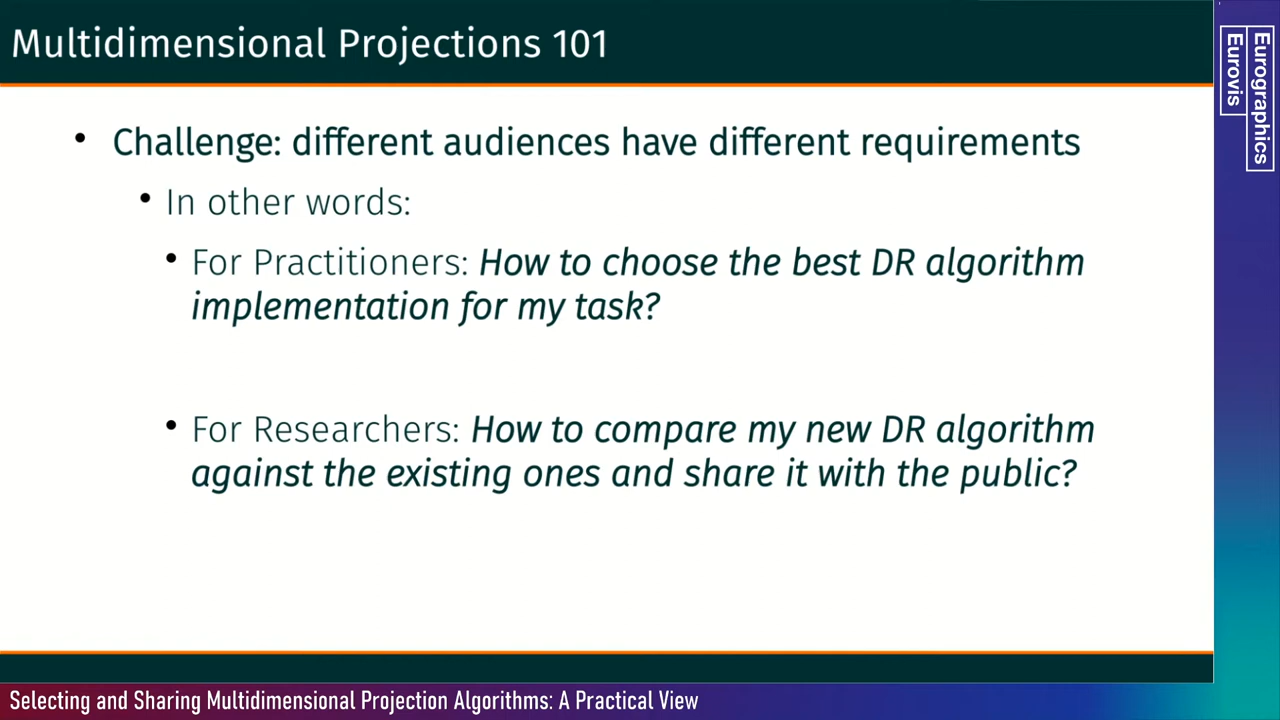 Multidimensional Projections 101
• Challenge: different audiences have different requirements
• In other words:
• For Practitioners: How to choose the best DR algorithm
implementation for my task?
• For Researchers: How to compare my new DR algorithm
against the existing ones and share it with the public?
Eurographics
Eurovis
Selecting and Sharing Multidimensional Projection Algorithms: A Practical View